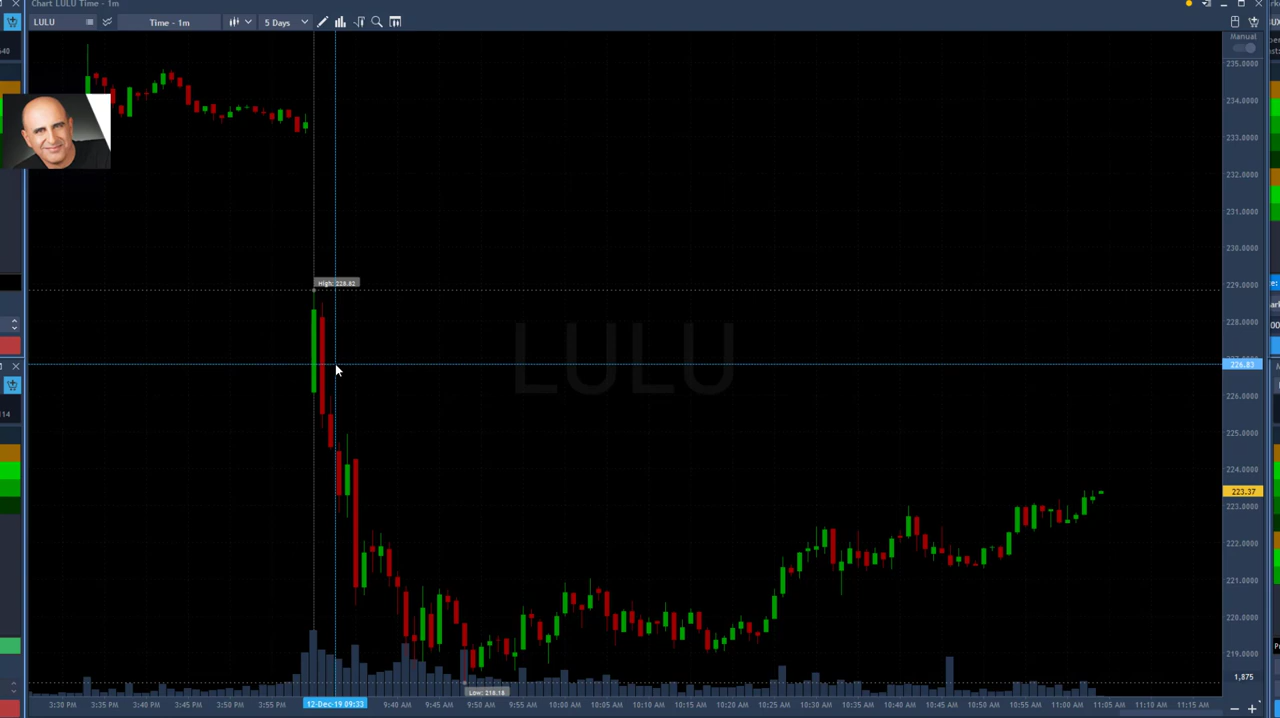 Chart LULU Time - 1m
LULU
Time - 1m
5 Days
Manual
235.0000
234.0000
233.0000
232.0000
231.0000
230.0000
229.0000
228.0000
226.83
226.0000
225.0000
224.0000
223.37
223.0000
222.0000
221.0000
220.0000
219.0000
1,875
High: 228.82
LULU
Low: 218.18
3:30 PM
3:35 PM
3:40 PM
3:45 PM
3:50 PM
3:55 PM
12-Dec-19 09:33
9:40 AM
9:45 AM
9:50 AM
9:55 AM
10:00 AM
10:05 AM
10:10 AM
10:15 AM
10:20 AM
10:25 AM
10:30 AM
10:35 AM
10:40 AM
10:45 AM
10:50 AM
10:55 AM
11:00 AM
11:05 AM
11:10 AM
11:15 AM